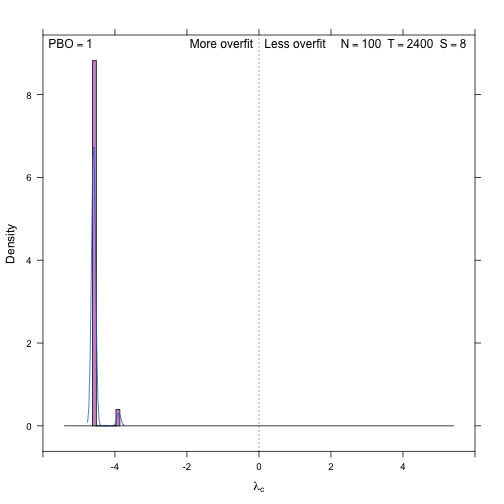 PBO = 1 More overfit Less overfit N = 100 T = 2400 S = 8
8
6
4
2
0
Density
-4 -2 0 2 4
λc